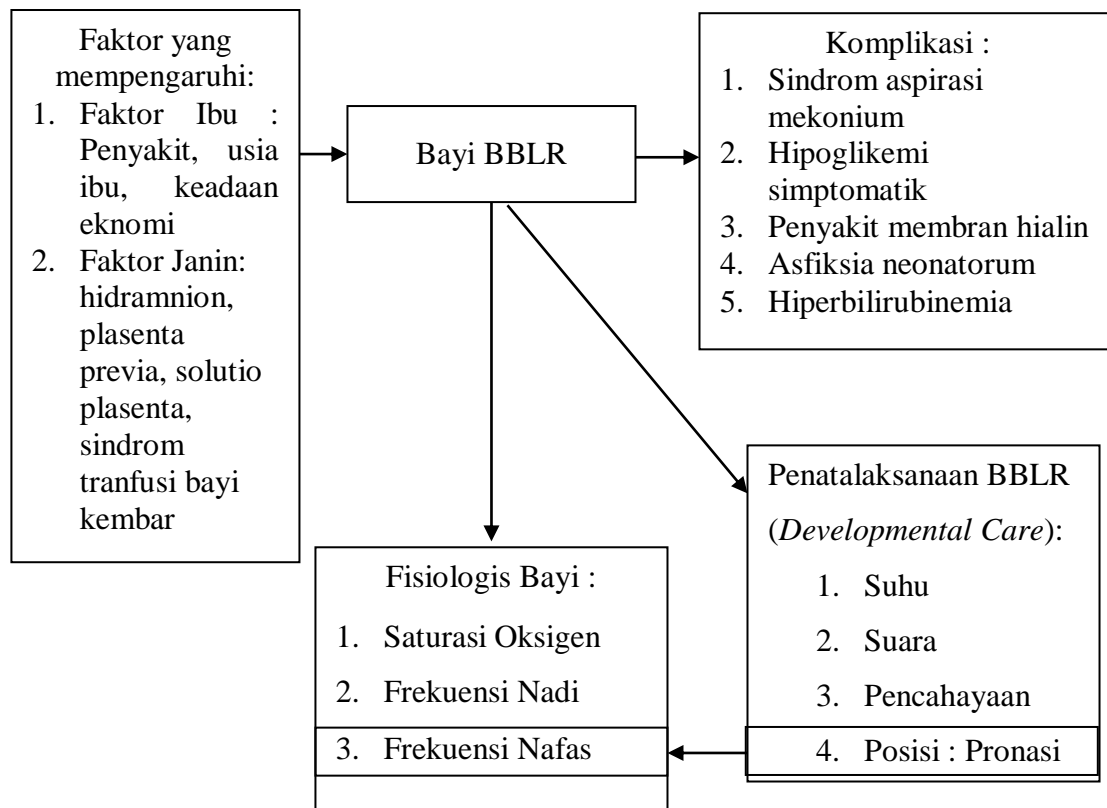 Faktor yang
mempengaruhi:
1. Faktor Ibu :
Penyakit, usia
ibu, keadaan
eknomi
2. Faktor Janin:
hidramnion,
plasenta
previa, solutio
plasenta,
sindrom
tranfusi bayi
kembar
Bayi BBLR
Komplikasi :
1. Sindrom aspirasi
mekonium
2. Hipoglikemi
simptomatik
3. Penyakit membran hialin
4. Asfiksia neonatorum
5. Hiperbilirubinemia
Fisiologis Bayi :
1. Saturasi Oksigen
2. Frekuensi Nadi
3. Frekuensi Nafas
Penatalaksanaan BBLR
(Developmental Care):
1. Suhu
2. Suara
3. Pencahayaan
4. Posisi : Pronasi